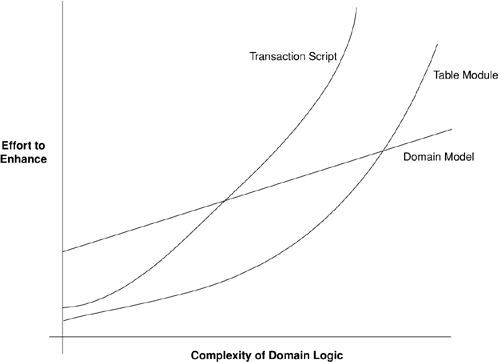 Transaction Script
Table Module
Effort to
Enhance
Domain Model
Complexity of Domain Logic